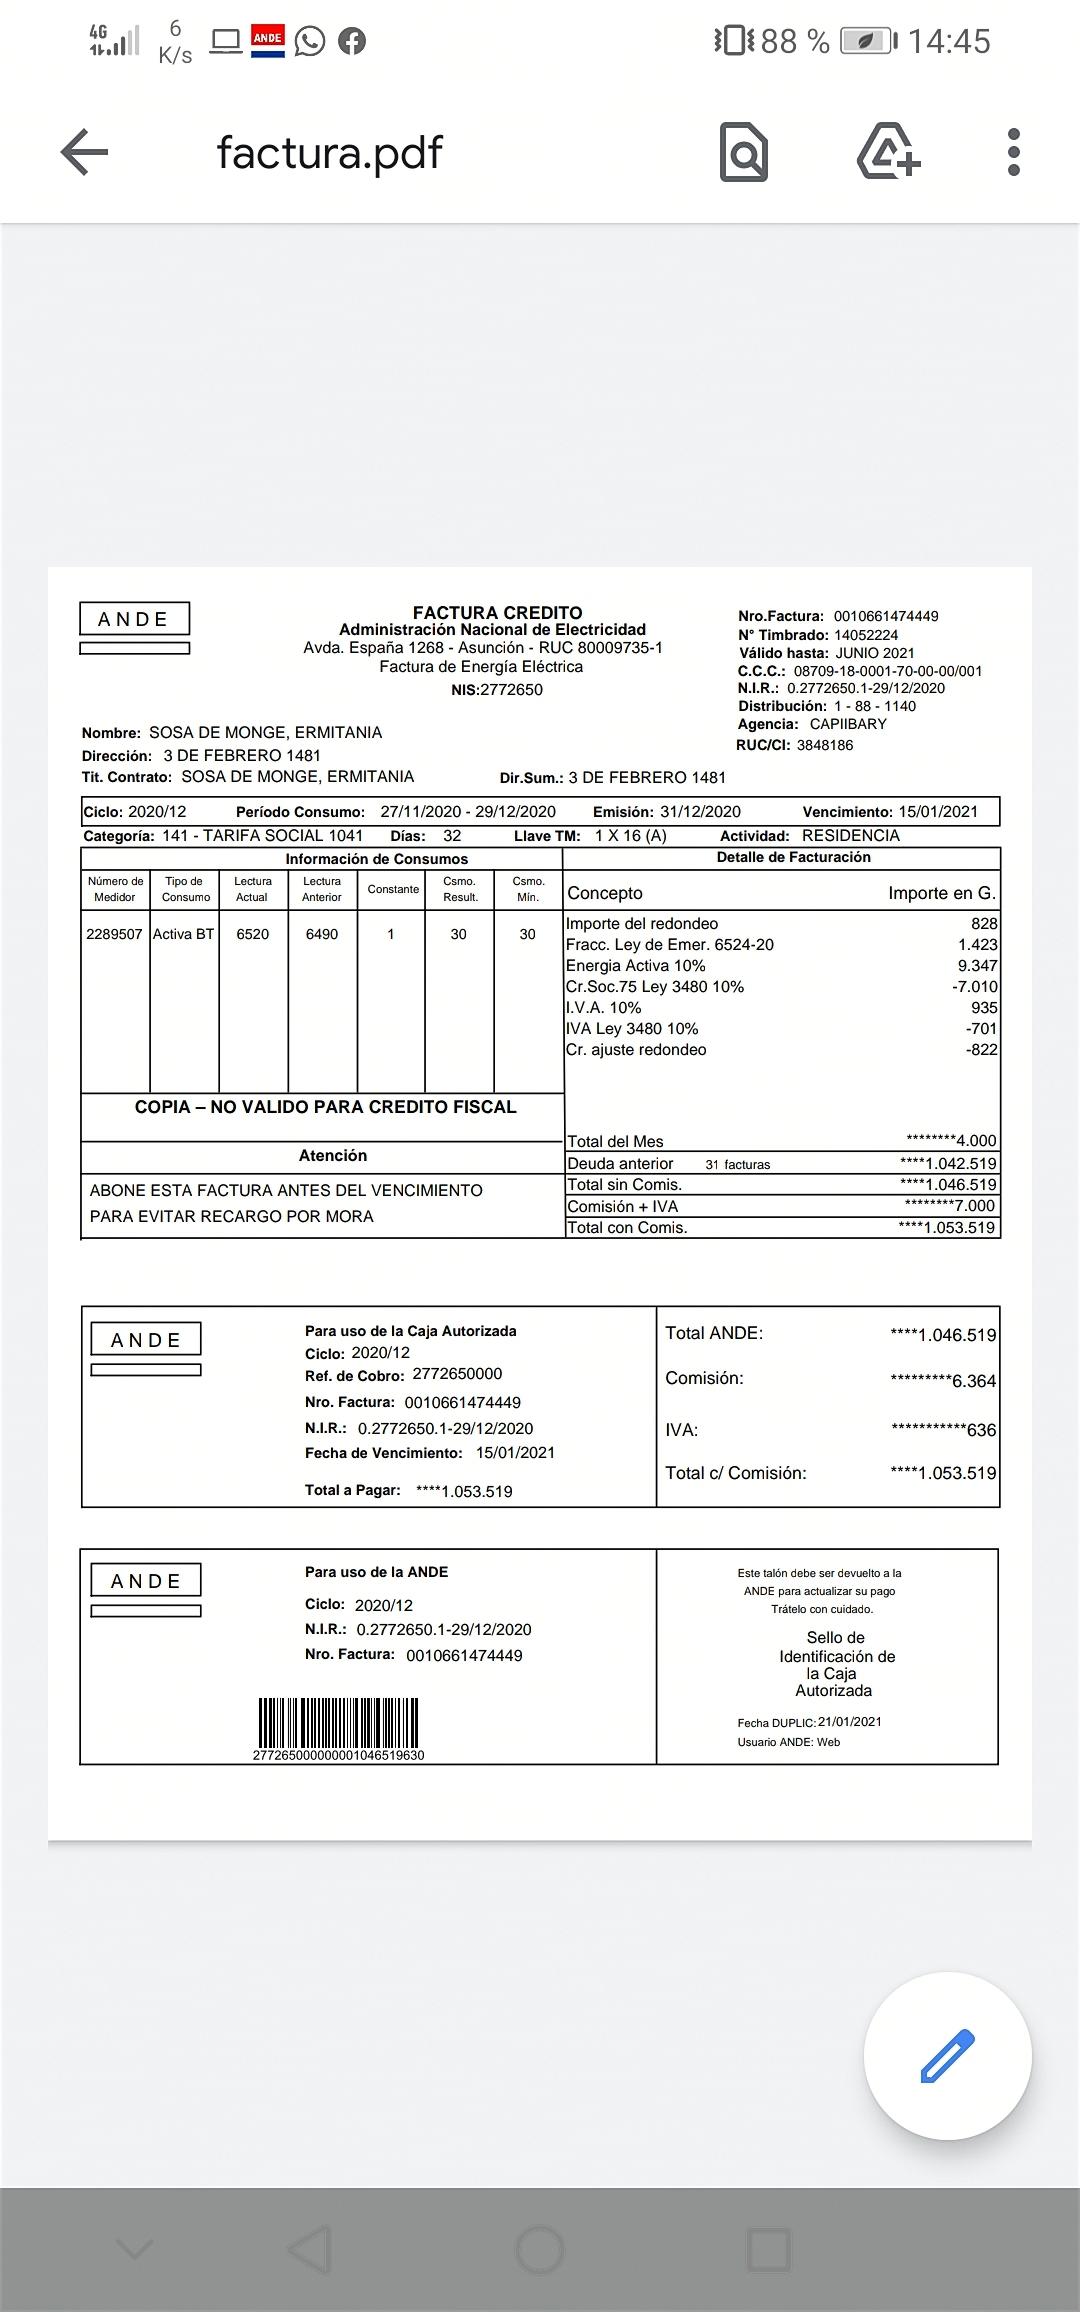 4G 6 K/s ANDE 88 % 14:45
factura.pdf
ANDE
FACTURA CREDITO
Administración Nacional de Electricidad
Avda. España 1268 - Asunción - RUC 80009735-1
Factura de Energía Eléctrica
NIS:2772650
Nro.Factura: 0010661474449
N° Timbrado: 14052224
Válido hasta: JUNIO 2021
C.C.C.: 08709-18-0001-70-00-00/001
N.I.R.: 0.2772650.1-29/12/2020
Distribución: 1 - 88 - 1140
Agencia: CAPIIBARY
RUC/CI: 3848186
Nombre: SOSA DE MONGE, ERMITANIA
Dirección: 3 DE FEBRERO 1481
Tit. Contrato: SOSA DE MONGE, ERMITANIA Dir.Sum.: 3 DE FEBRERO 1481
Ciclo: 2020/12 Período Consumo: 27/11/2020 - 29/12/2020 Emisión: 31/12/2020 Vencimiento: 15/01/2021
Categoría: 141 - TARIFA SOCIAL 1041 Días: 32 Llave TM: 1 X 16 (A) Actividad: RESIDENCIA
Información de Consumos
Número de Medidor Tipo de Consumo Lectura Actual Lectura Anterior Constante Csmo. Result. Csmo. Mín.
2289507 Activa BT 6520 6490 1 30 30
COPIA – NO VALIDO PARA CREDITO FISCAL
Atención
ABONE ESTA FACTURA ANTES DEL VENCIMIENTO
PARA EVITAR RECARGO POR MORA
Detalle de Facturación
Concepto Importe en G.
Importe del redondeo 828
Fracc. Ley de Emer. 6524-20 1.423
Energia Activa 10% 9.347
Cr.Soc.75 Ley 3480 10% -7.010
I.V.A. 10% 935
IVA Ley 3480 10% -701
Cr. ajuste redondeo -822
Total del Mes ********4.000
Deuda anterior 31 facturas ****1.042.519
Total sin Comis. ****1.046.519
Comisión + IVA ********7.000
Total con Comis. ****1.053.519
ANDE
Para uso de la Caja Autorizada
Ciclo: 2020/12
Ref. de Cobro: 2772650000
Nro. Factura: 0010661474449
N.I.R.: 0.2772650.1-29/12/2020
Fecha de Vencimiento: 15/01/2021
Total a Pagar: ****1.053.519
Total ANDE: ****1.046.519
Comisión: *********6.364
IVA: ***********636
Total c/ Comisión: ****1.053.519
ANDE
Para uso de la ANDE
Ciclo: 2020/12
N.I.R.: 0.2772650.1-29/12/2020
Nro. Factura: 0010661474449
277265000000001046519630
Este talón debe ser devuelto a la
ANDE para actualizar su pago
Trátelo con cuidado.
Sello de
Identificación de
la Caja
Autorizada
Fecha DUPLIC: 21/01/2021
Usuario ANDE: Web